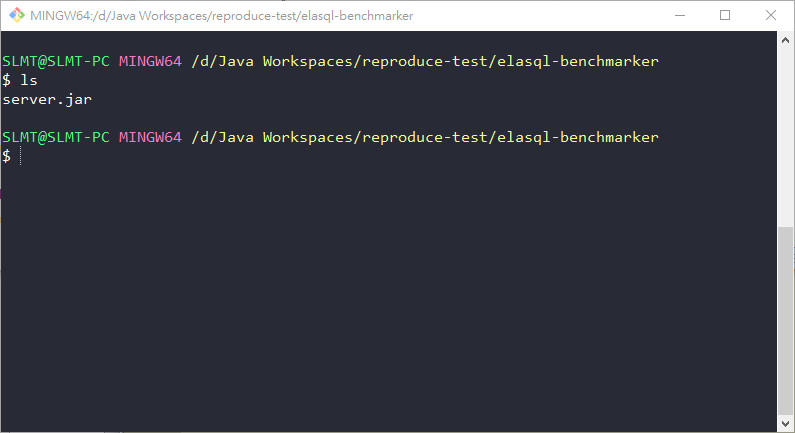 MINGW64:/d/Java Workspaces/reproduce-test/elasql-benchmarker
SLMT@SLMT-PC MINGW64 /d/Java Workspaces/reproduce-test/elasql-benchmarker
$ ls
server.jar
SLMT@SLMT-PC MINGW64 /d/Java Workspaces/reproduce-test/elasql-benchmarker
$